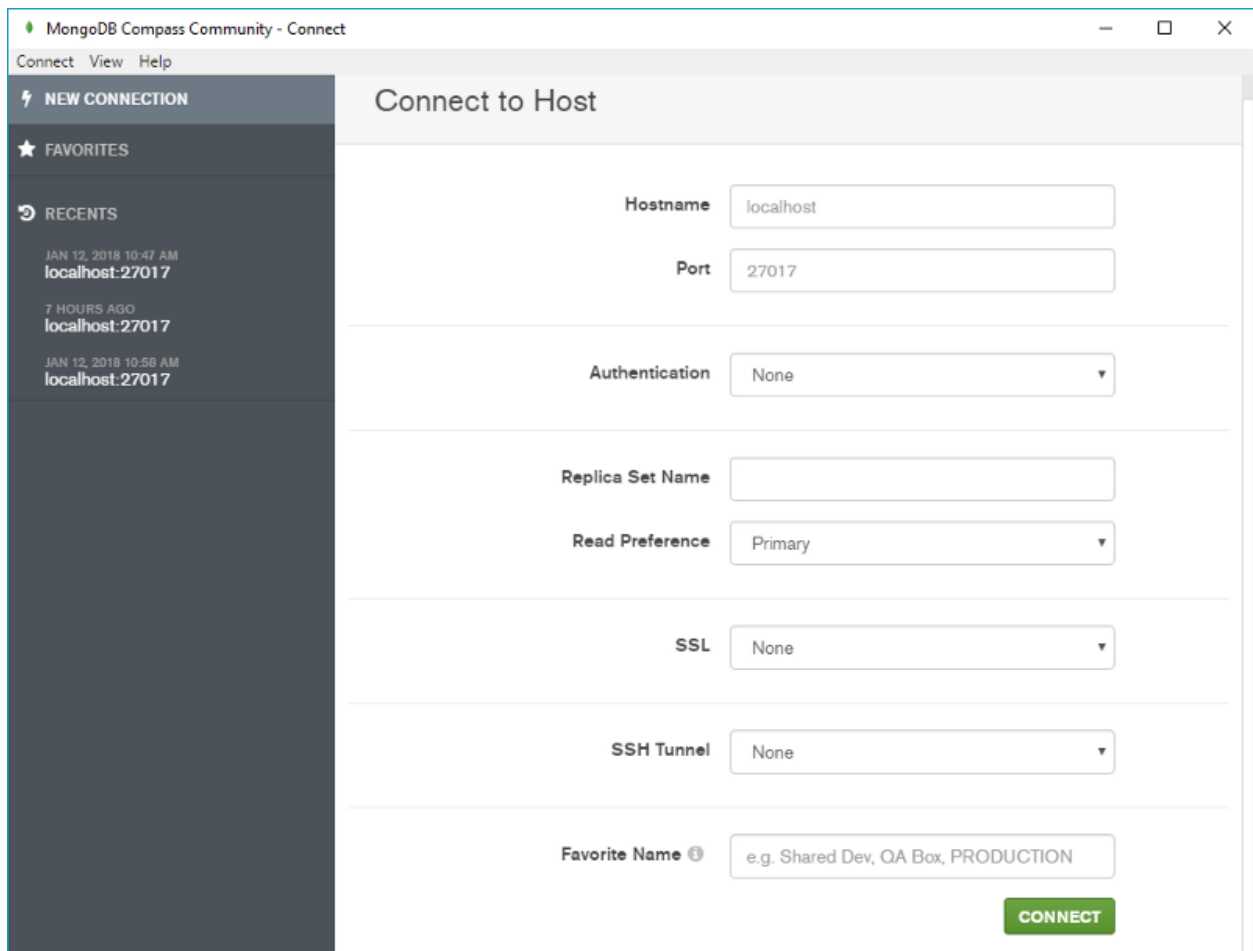 MongoDB Compass Community - Connect
Connect View Help
NEW CONNECTION
FAVORITES
RECENTS
JAN 12, 2018 10:47 AM
localhost:27017
7 HOURS AGO
localhost:27017
JAN 12, 2018 10:58 AM
localhost:27017
Connect to Host
Hostname localhost
Port 27017
Authentication None
Replica Set Name
Read Preference Primary
SSL None
SSH Tunnel None
Favorite Name e.g. Shared Dev, QA Box, PRODUCTION
CONNECT